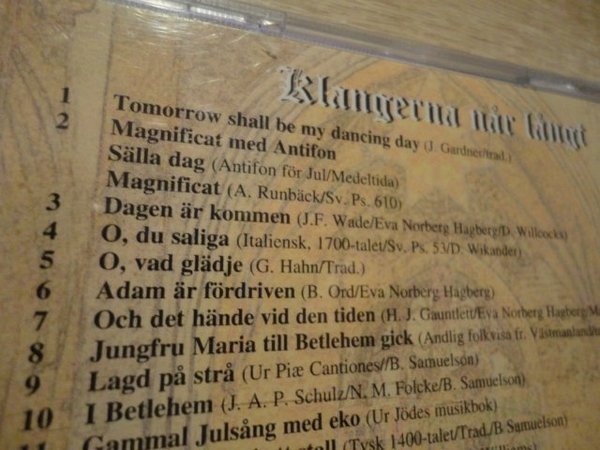 Klangerna når långt
1 Tomorrow shall be my dancing day (J. Gardner/trad.)
2 Magnificat med Antifon
Sälla dag (Antifon för Jul/Medeltida)
Magnificat (A. Runbäck/Sv. Ps. 610)
3 Dagen är kommen (J.F. Wade/Eva Norberg Hagberg/D. Willcocks)
4 O, du saliga (Italiensk, 1700-talet/Sv. Ps. 53/D. Wikander)
5 O, vad glädje (G. Hahn/Trad.)
6 Adam är fördriven (B. Ord/Eva Norberg Hagberg)
7 Och det hände vid den tiden (H. J. Gauntlett/Eva Norberg Hagberg/
8 Jungfru Maria till Betlehem gick (Andlig folkvisa fr. Västmanland/
9 Lagd på strå (Ur Piæ Cantiones//B. Samuelson)
10 I Betlehem (J. A. P. Schulz/N. M. Folcke/B. Samuelson)
11 Gammal Julsång med eko (Ur Jödes musikbok)
(Tysk 1400-talet/Trad./B Samuelson)